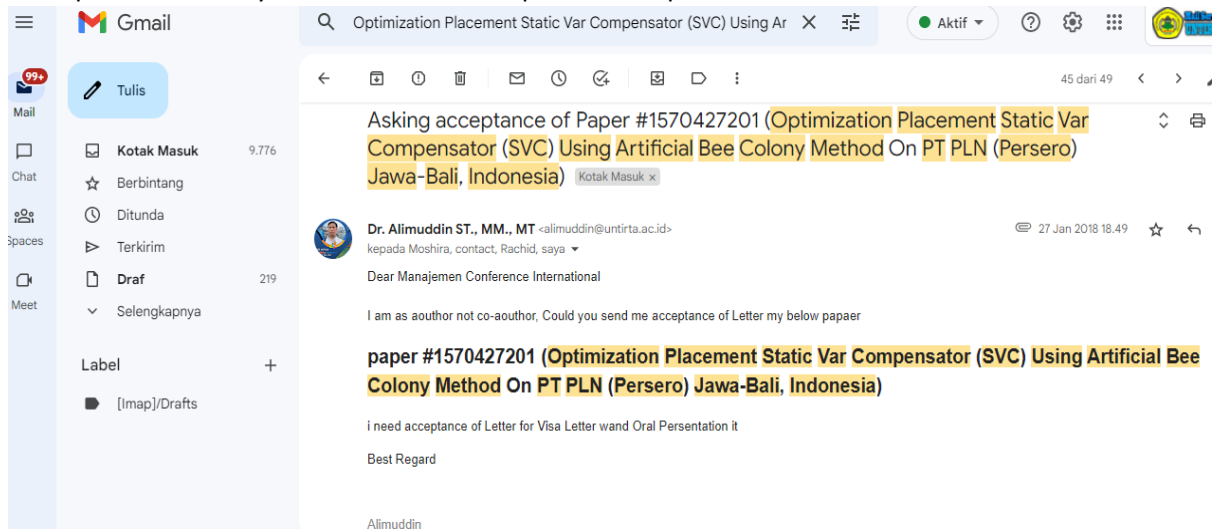 Gmail
Optimization Placement Static Var Compensator (SVC) Using Ar
Aktif
99+
Mail
Chat
Spaces
Meet
Tulis
Kotak Masuk 9.776
Berbintang
Ditunda
Terkirim
Draf 219
Selengkapnya
Label +
[Imap]/Drafts
45 dari 49
Asking acceptance of Paper #1570427201 (Optimization Placement Static Var
Compensator (SVC) Using Artificial Bee Colony Method On PT PLN (Persero)
Jawa-Bali, Indonesia) Kotak Masuk ×
Dr. Alimuddin ST., MM., MT <alimuddin@untirta.ac.id> 27 Jan 2018 18.49
kepada Moshira, contact, Rachid, saya
Dear Manajemen Conference International
I am as aouthor not co-aouthor, Could you send me acceptance of Letter my below papaer
paper #1570427201 (Optimization Placement Static Var Compensator (SVC) Using Artificial Bee
Colony Method On PT PLN (Persero) Jawa-Bali, Indonesia)
i need acceptance of Letter for Visa Letter wand Oral Persentation it
Best Regard
Alimuddin